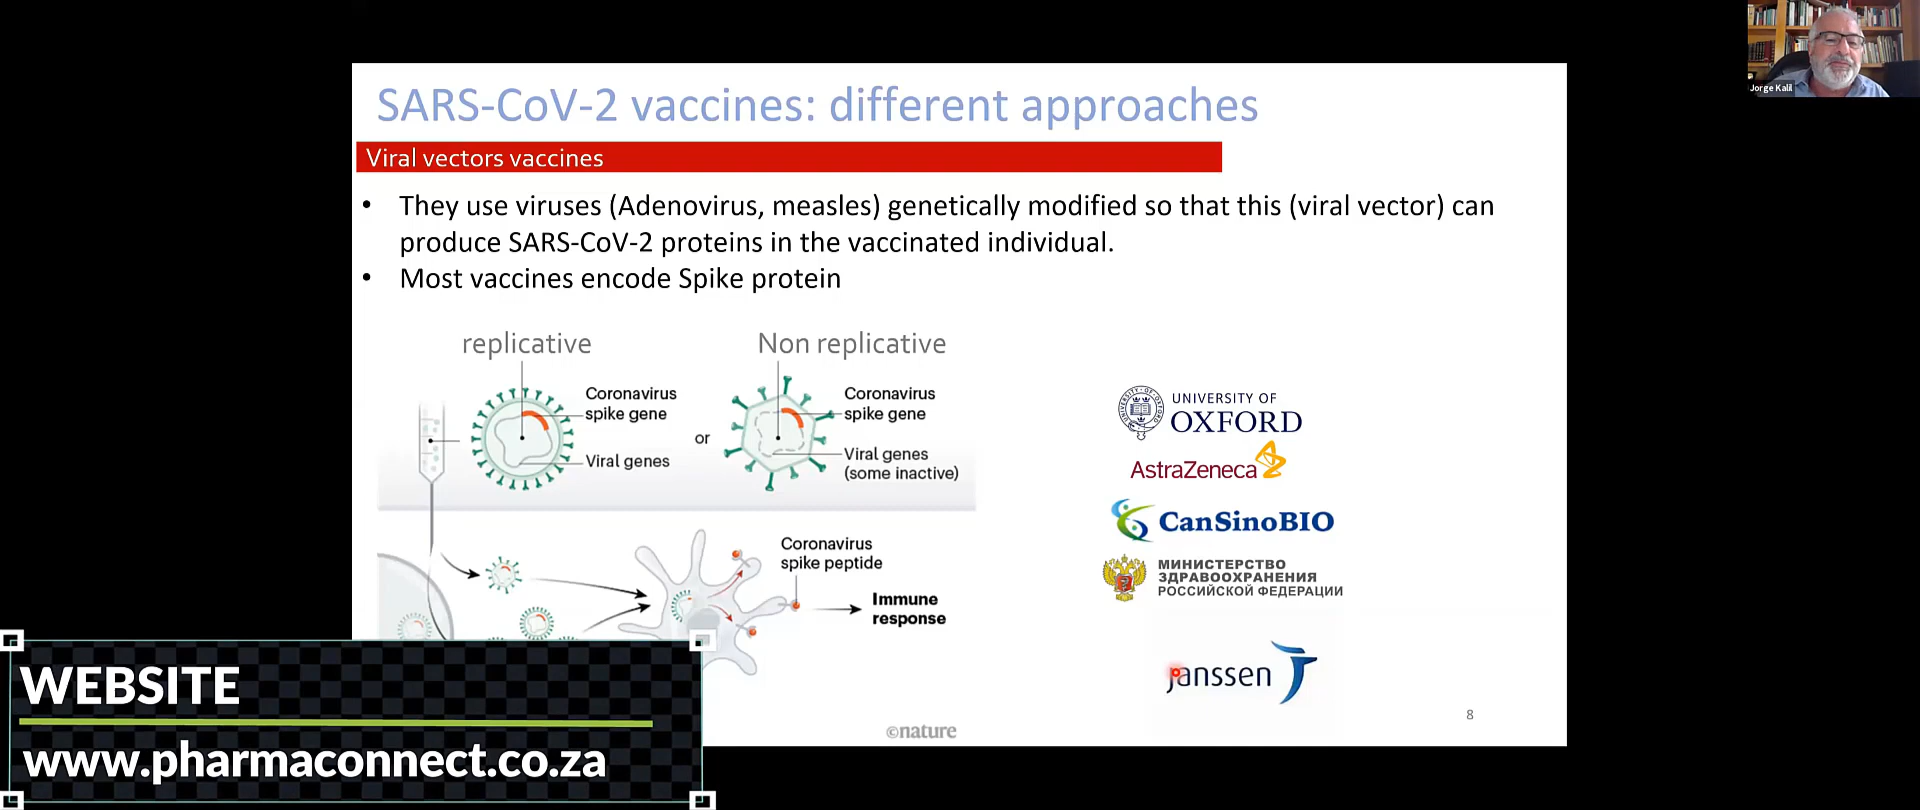 SARS-CoV-2 vaccines: different approaches
Jorge Kalil
Viral vectors vaccines
• They use viruses (Adenovirus, measles) genetically modified so that this (viral vector) can
produce SARS-CoV-2 proteins in the vaccinated individual.
• Most vaccines encode Spike protein
replicative
Non replicative
Coronavirus
spike gene
Viral genes
or
Coronavirus
spike gene
Viral genes
(some inactive)
Coronavirus
spike peptide
Immune
response
UNIVERSITY OF
OXFORD
AstraZeneca
CanSinoBIO
МИНИСТЕРСТВО
ЗДРАВООХРАНЕНИЯ
РОССИЙСКОЙ ФЕДЕРАЦИИ
janssen
©nature
8
WEBSITE
www.pharmaconnect.co.za